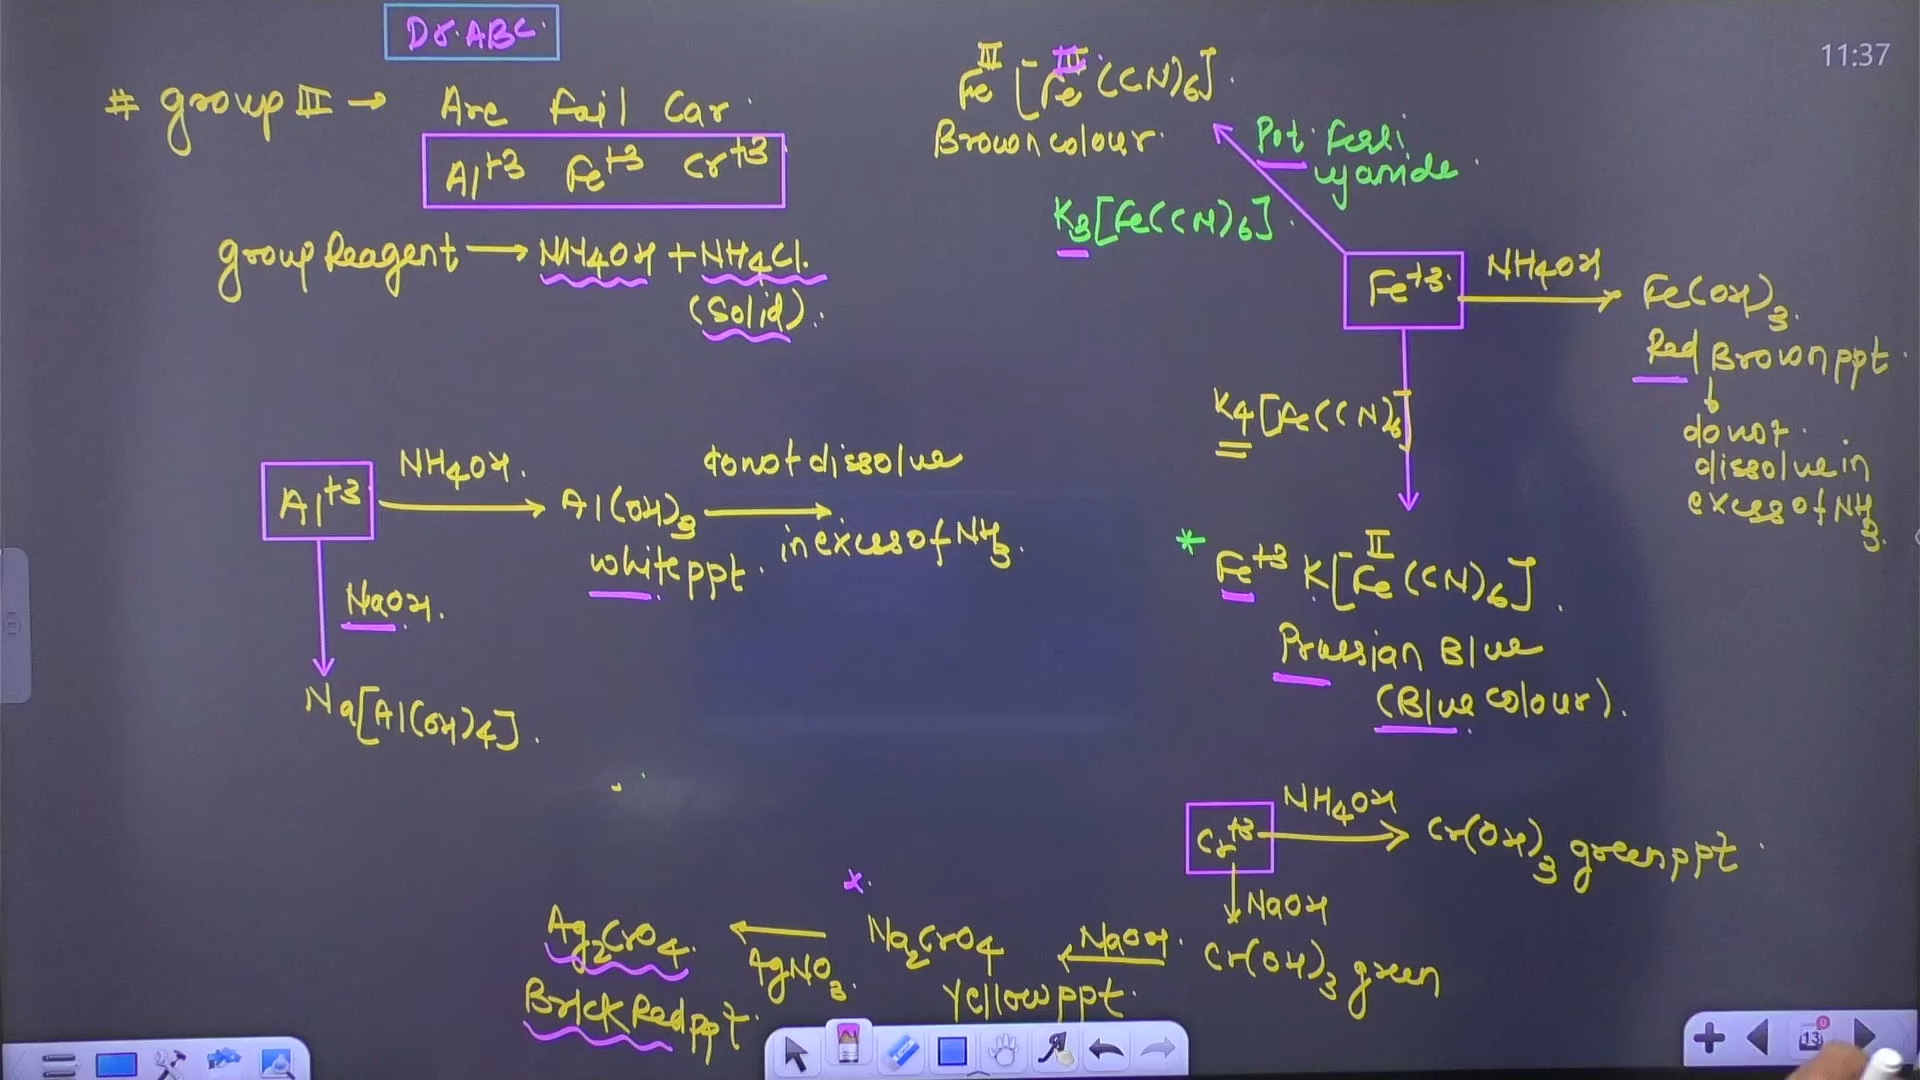 Dr. ABC.
11:37
# group III → Are Fail Car.
Al+3 Fe+3 Cr+3
group Reagent → NH4OH + NH4Cl.
(Solid).
Al+3 NH4OH. Al(OH)3 do not dissolve
white ppt. in excess of NH3.
NaOH.
Na[Al(OH)4].
III III
Fe [Fe(CN)6].
Brown colour.
Pot. Ferri
cyanide.
K3[Fe(CN)6].
Fe+3. NH4OH Fe(OH)3.
Red Brown ppt.
do not.
dissolve in
excess of NH3.
K4[Fe(CN)6]
II
* Fe+3 K[Fe(CN)6].
Prussian Blue
(Blue colour).
Cr+3 NH4OH Cr(OH)3 green ppt.
NaOH
Cr(OH)3 green
NaOH.
*.
Na2CrO4
Yellow ppt.
AgNO3.
Ag2CrO4.
Brick Red ppt.
13
0